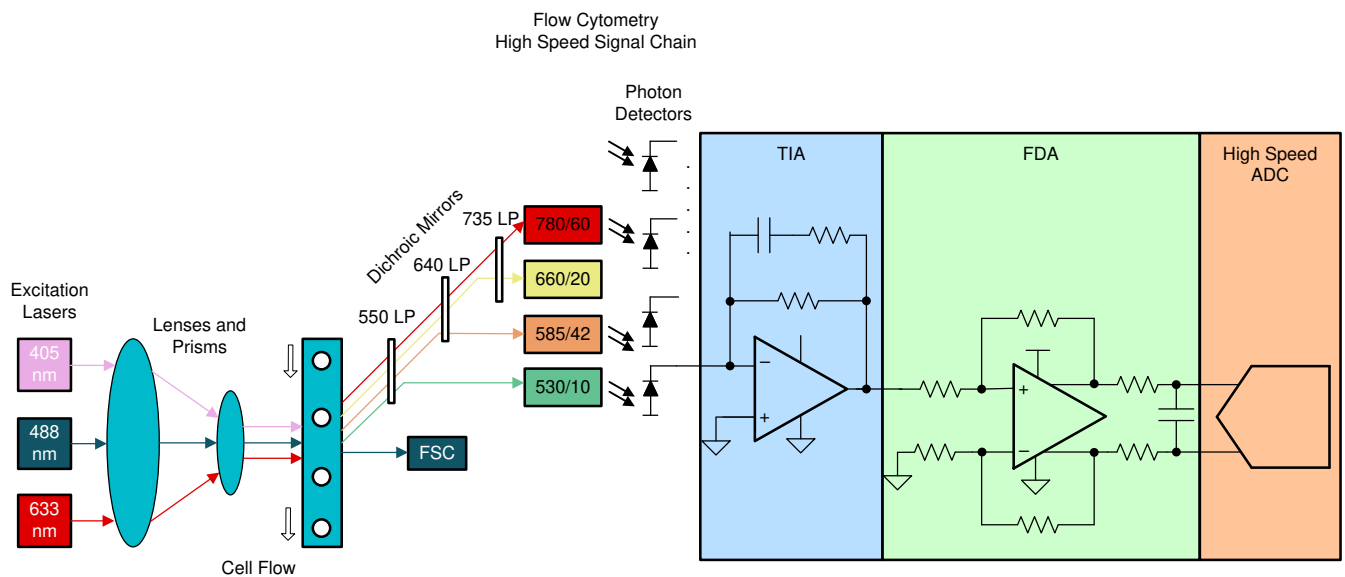 Flow Cytometry
High Speed Signal Chain
Photon
Detectors
TIA
FDA
High Speed
ADC
Dichroic Mirrors
735 LP
640 LP
550 LP
780/60
660/20
585/42
530/10
FSC
Excitation
Lasers
Lenses and
Prisms
405
nm
488
nm
633
nm
Cell Flow
−
+
+
−